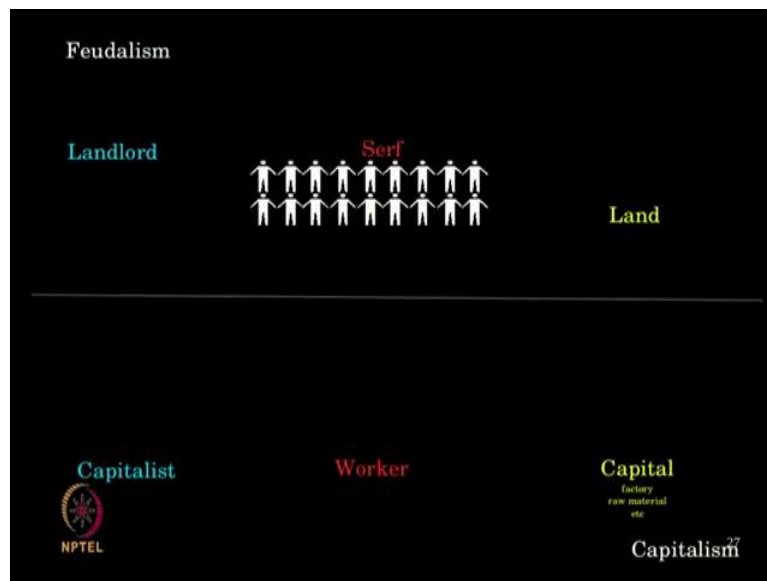 Feudalism
Landlord
Serf
Land
Capitalist
Worker
Capital
factory
raw material
etc
NPTEL
Capitalism
27